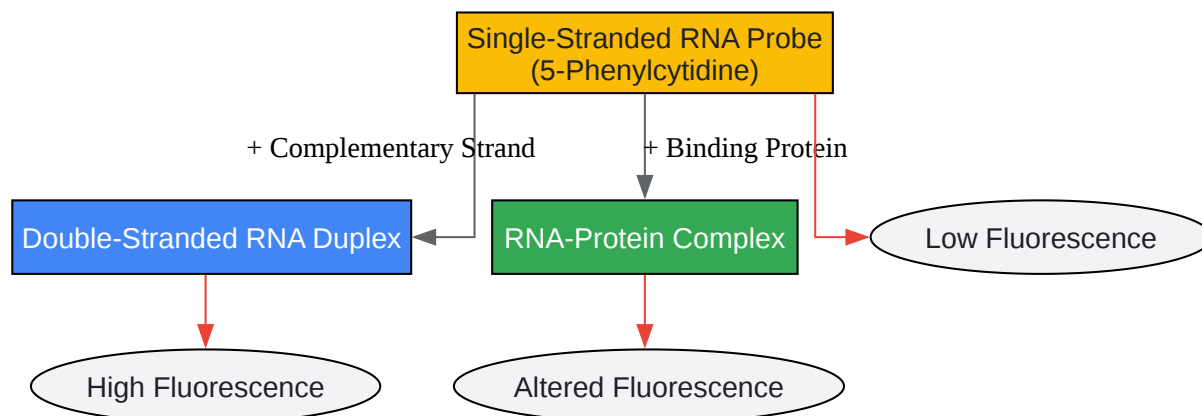 Single-Stranded RNA Probe
(5-Phenylcytidine)
+ Complementary Strand
+ Binding Protein
Double-Stranded RNA Duplex
RNA-Protein Complex
Low Fluorescence
High Fluorescence
Altered Fluorescence